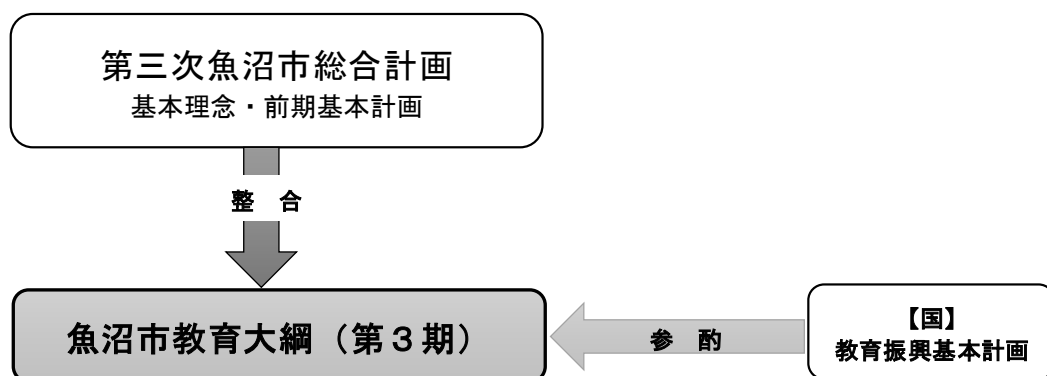 第三次魚沼市総合計画
基本理念・前期基本計画
整　合
魚沼市教育大綱（第３期）
参　酌
【国】
教育振興基本計画